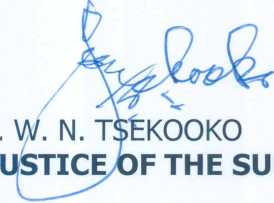 . W. N. TSEKOOKO
USTICE OF THE SU